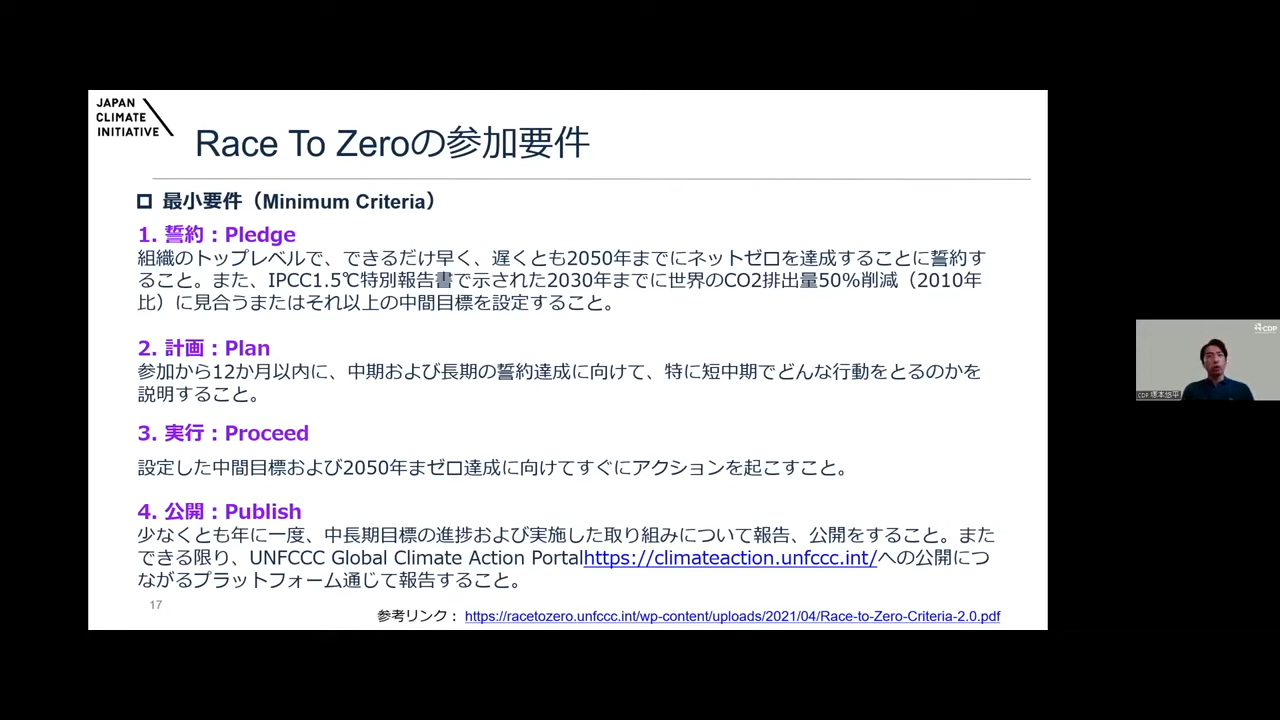 JAPAN
CLIMATE
INITIATIVE
Race To Zeroの参加要件
最小要件（Minimum Criteria）
1. 誓約：Pledge
組織のトップレベルで、できるだけ早く、遅くとも2050年までにネットゼロを達成することに誓約す
ること。また、IPCC1.5℃特別報告書で示された2030年までに世界のCO2排出量50%削減（2010年
比）に見合うまたはそれ以上の中間目標を設定すること。
2. 計画：Plan
参加から12か月以内に、中期および長期の誓約達成に向けて、特に短中期でどんな行動をとるのかを
説明すること。
3. 実行：Proceed
設定した中間目標および2050年まゼロ達成に向けてすぐにアクションを起こすこと。
4. 公開：Publish
少なくとも年に一度、中長期目標の進捗および実施した取り組みについて報告、公開をすること。また
できる限り、UNFCCC Global Climate Action Portalhttps://climateaction.unfccc.int/への公開につ
ながるプラットフォーム通じて報告すること。
17
参考リンク： https://racetozero.unfccc.int/wp-content/uploads/2021/04/Race-to-Zero-Criteria-2.0.pdf
CDP
CDP 塚本悠平